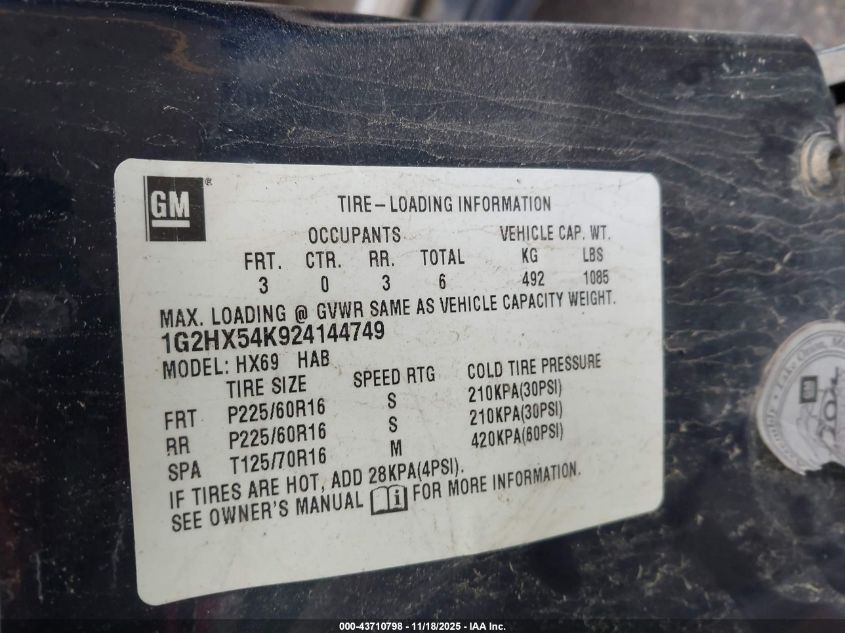 GM ®
TIRE–LOADING INFORMATION
OCCUPANTS VEHICLE CAP. WT.
FRT. CTR. RR. TOTAL KG LBS
3 0 3 6 492 1085
MAX. LOADING @ GVWR SAME AS VEHICLE CAPACITY WEIGHT.
1G2HX54K924144749
MODEL: HX69 HAB
TIRE SIZE SPEED RTG COLD TIRE PRESSURE
FRT P225/60R16 S 210KPA(30PSI)
RR P225/60R16 S 210KPA(30PSI)
SPA T125/70R16 M 420KPA(60PSI)
IF TIRES ARE HOT, ADD 28KPA(4PSI).
SEE OWNER'S MANUAL FOR MORE INFORMATION.
Lake Orion,
000-43710798 - 11/18/2025 - IAA Inc.